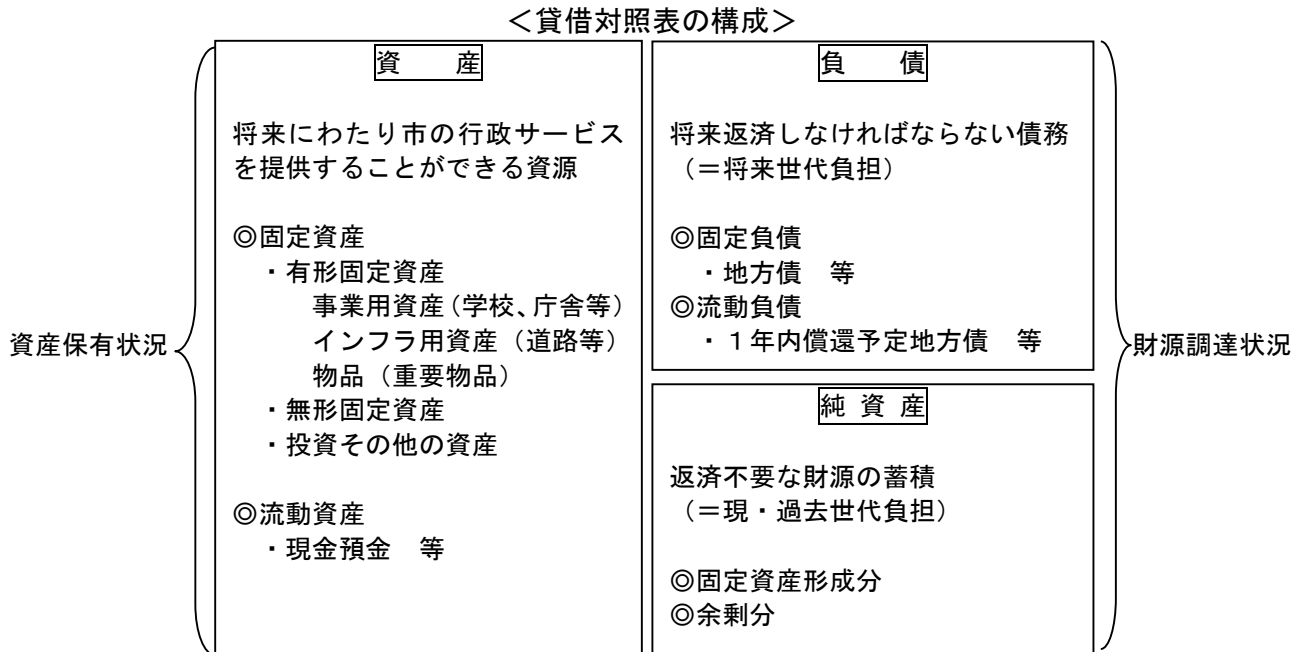 ＜貸借対照表の構成＞
資産保有状況
資　　産
将来にわたり市の行政サービス
を提供することができる資源
◎固定資産
・有形固定資産
事業用資産（学校、庁舎等）
インフラ用資産（道路等）
物品（重要物品）
・無形固定資産
・投資その他の資産
◎流動資産
・現金預金　等
負　　債
将来返済しなければならない債務
（＝将来世代負担）
◎固定負債
・地方債　等
◎流動負債
・１年内償還予定地方債　等
純 資 産
返済不要な財源の蓄積
（＝現・過去世代負担）
◎固定資産形成分
◎余剰分
財源調達状況